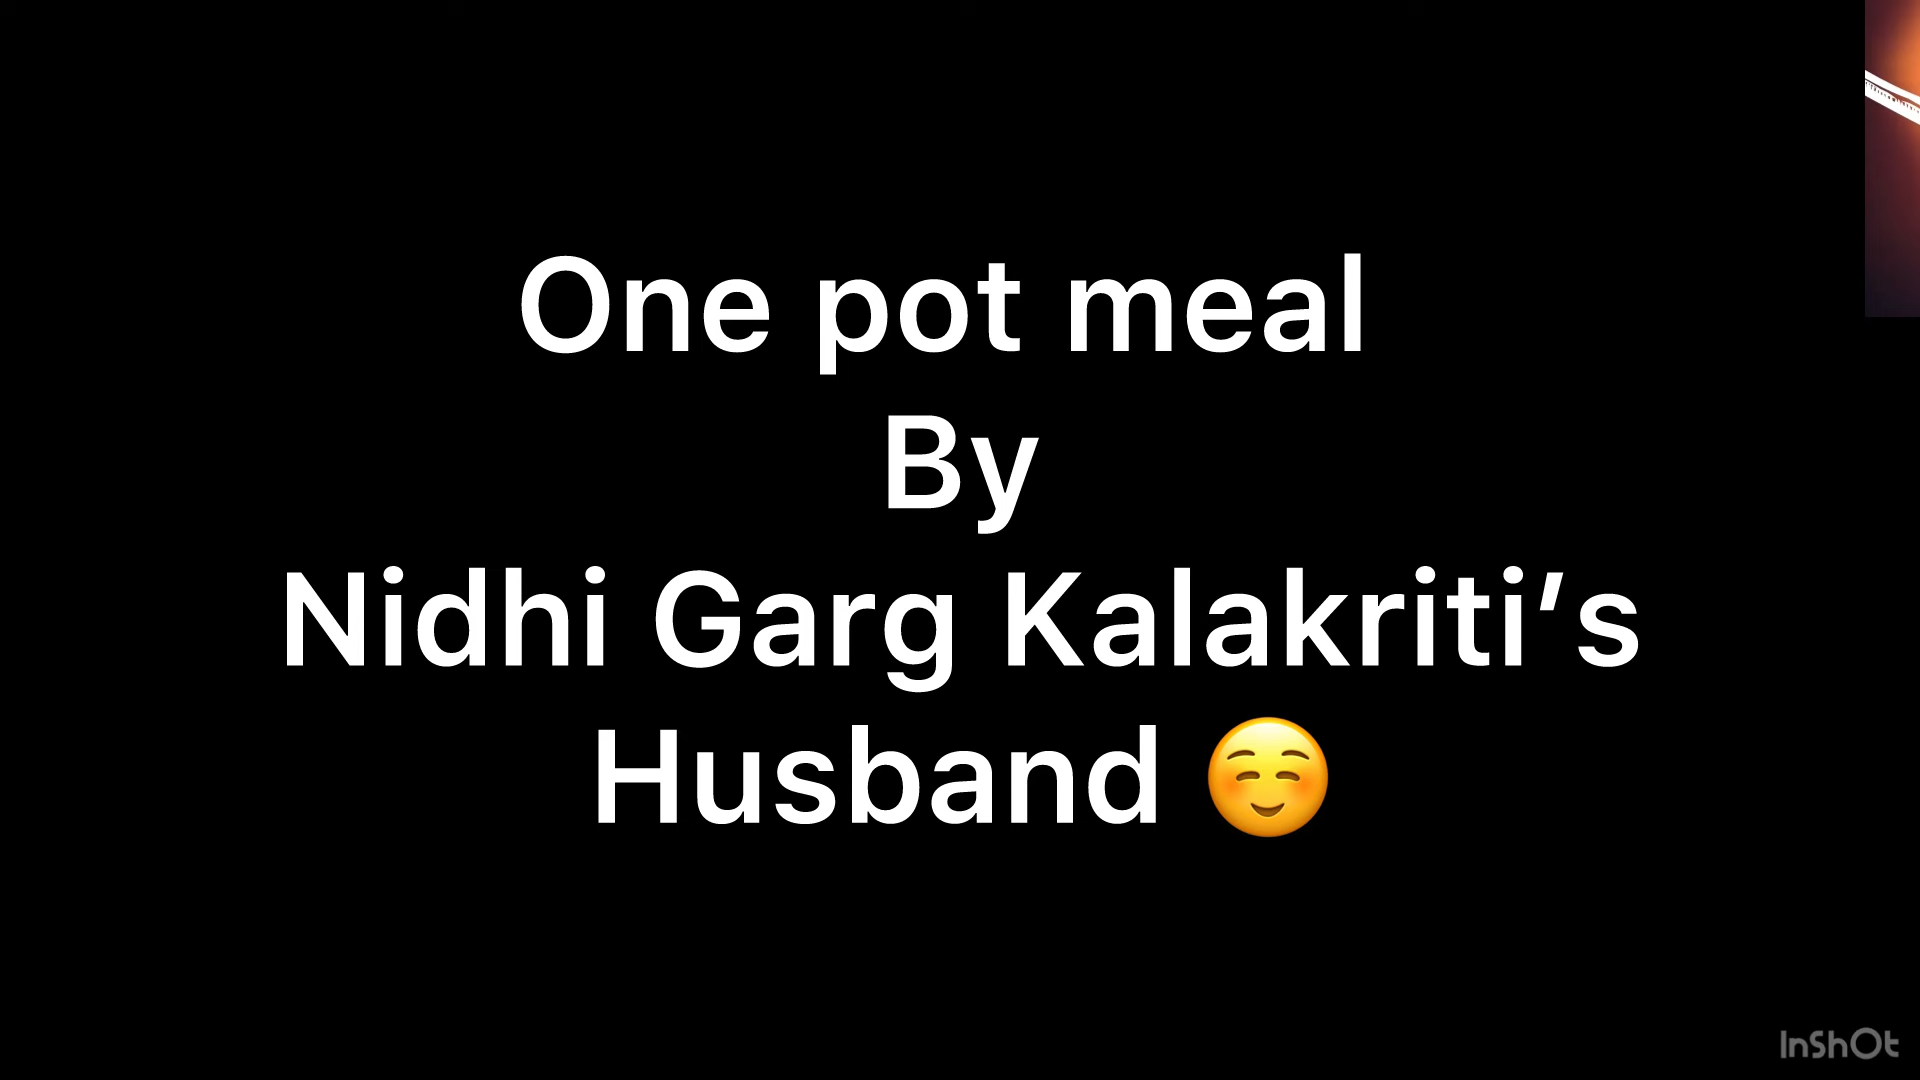 One pot meal
By
Nidhi Garg Kalakriti’s
Husband ☺️
InShOt